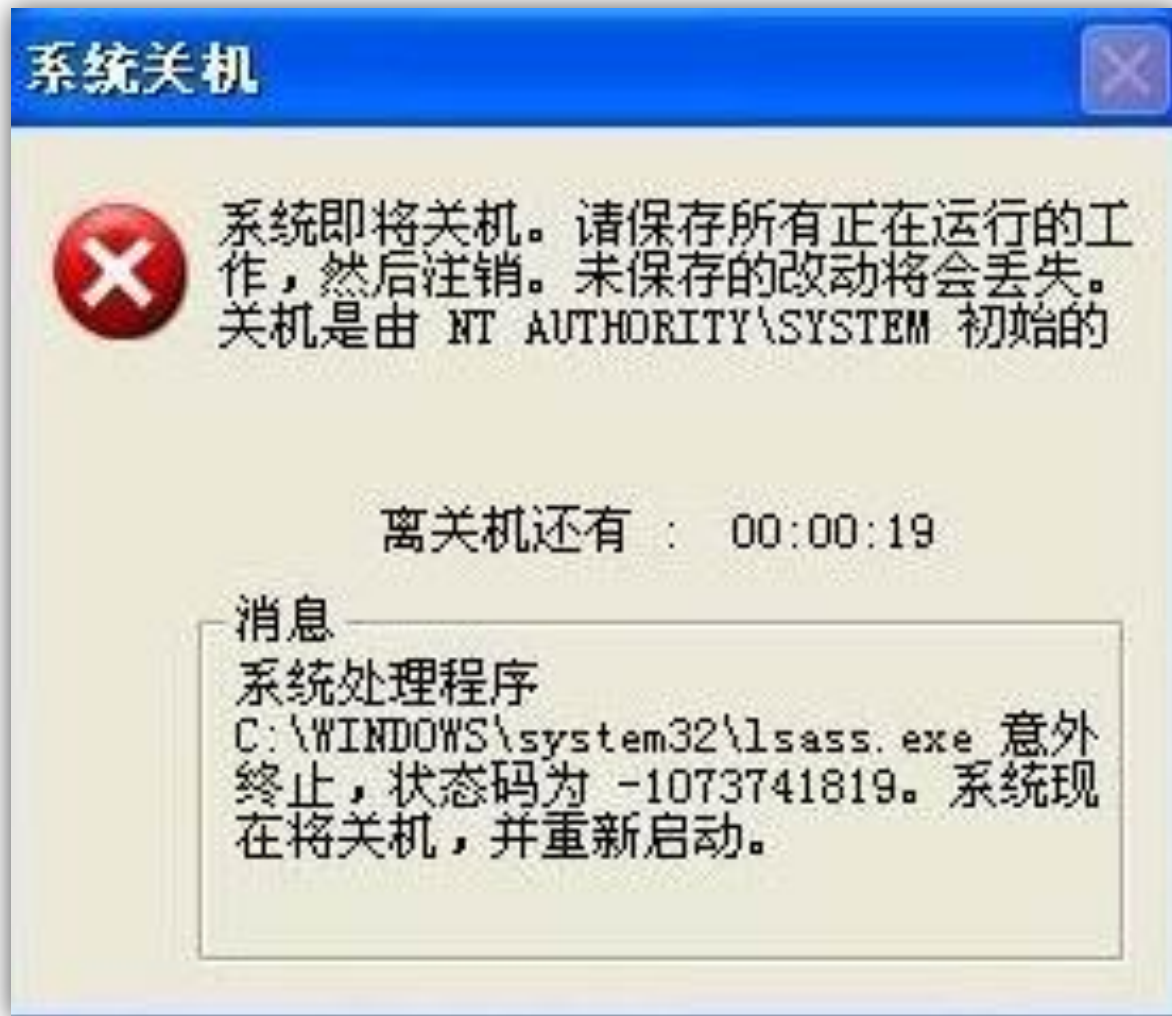 系统关机
系统即将关机。请保存所有正在运行的工
作，然后注销。未保存的改动将会丢失。
关机是由 NT AUTHORITY\SYSTEM 初始的
离关机还有 : 00:00:19
消息
系统处理程序
C:\WINDOWS\system32\lsass.exe 意外
终止，状态码为 -1073741819。系统现
在将关机，并重新启动。